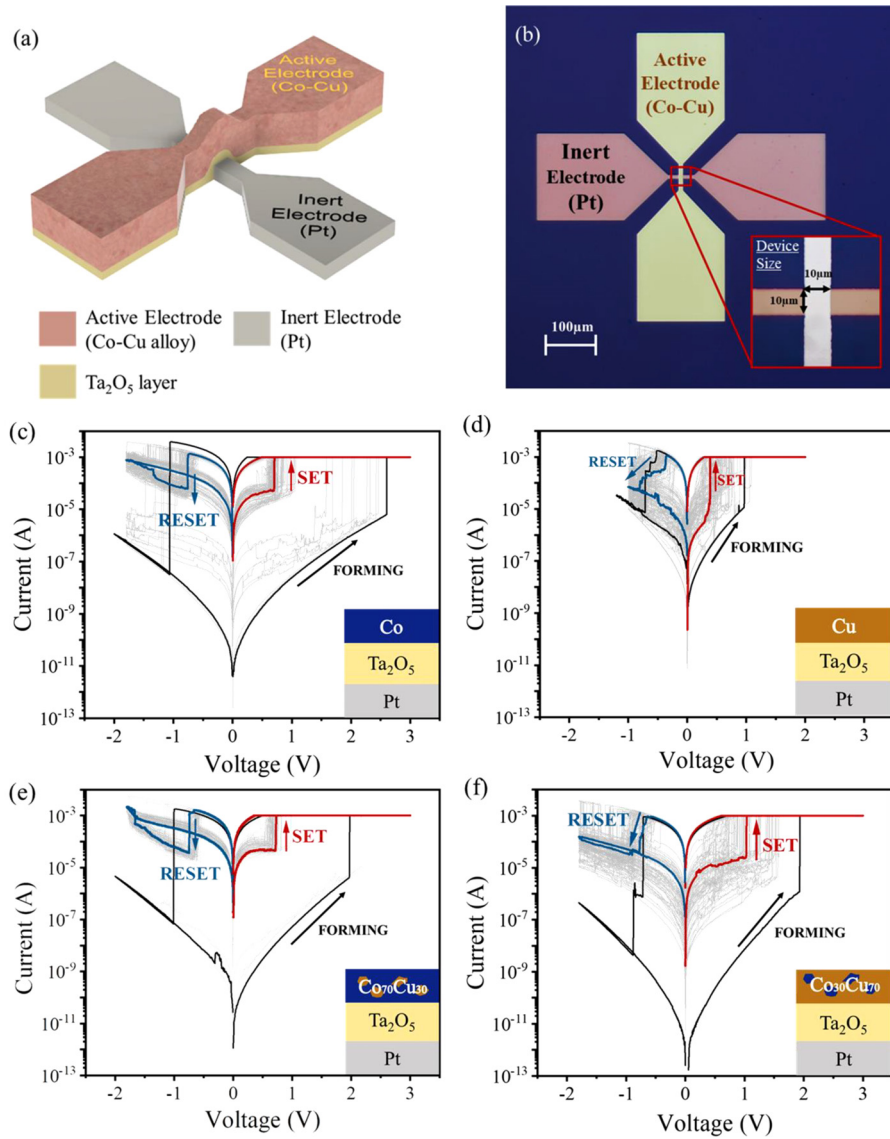 (a)
Active
Electrode
(Co-Cu)
Inert
Electrode
(Pt)
Active Electrode
(Co-Cu alloy)
Inert Electrode
(Pt)
Ta₂O₅ layer
(b)
Active
Electrode
(Co-Cu)
Inert
Electrode
(Pt)
Device
Size
10μm
10μm
100μm
(c)
Current (A)
10⁻³
10⁻⁵
10⁻⁷
10⁻⁹
10⁻¹¹
10⁻¹³
SET
RESET
FORMING
Co
Ta₂O₅
Pt
-2
-1
0
1
2
3
Voltage (V)
(d)
Current (A)
10⁻³
10⁻⁵
10⁻⁷
10⁻⁹
10⁻¹¹
10⁻¹³
RESET
SET
FORMING
Cu
Ta₂O₅
Pt
-2
-1
0
1
2
3
Voltage (V)
(e)
Current (A)
10⁻³
10⁻⁵
10⁻⁷
10⁻⁹
10⁻¹¹
10⁻¹³
SET
RESET
FORMING
Co₇₀Cu₃₀
Ta₂O₅
Pt
-2
-1
0
1
2
3
Voltage (V)
(f)
Current (A)
10⁻³
10⁻⁵
10⁻⁷
10⁻⁹
10⁻¹¹
10⁻¹³
RESET
SET
FORMING
Co₃₀Cu₇₀
Ta₂O₅
Pt
-2
-1
0
1
2
3
Voltage (V)